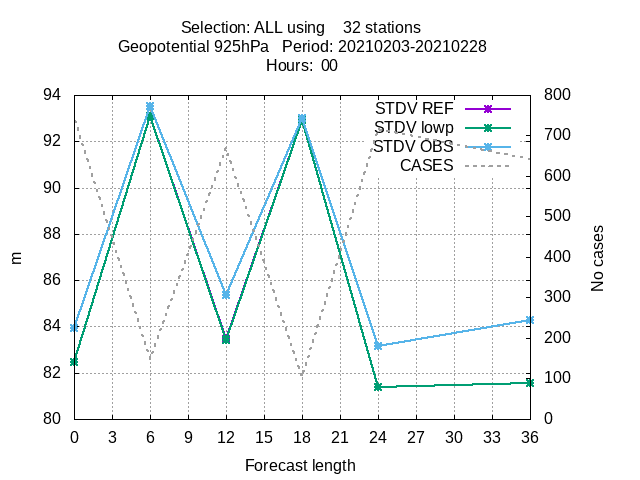 Selection: ALL using    32 stations
Geopotential 925hPa   Period: 20210203-20210228
Hours:  00
STDV REF
STDV lowp
STDV OBS
CASES
94
92
90
88
86
84
82
80
m
800
700
600
500
400
300
200
100
0
No cases
0 3 6 9 12 15 18 21 24 27 30 33 36
Forecast length